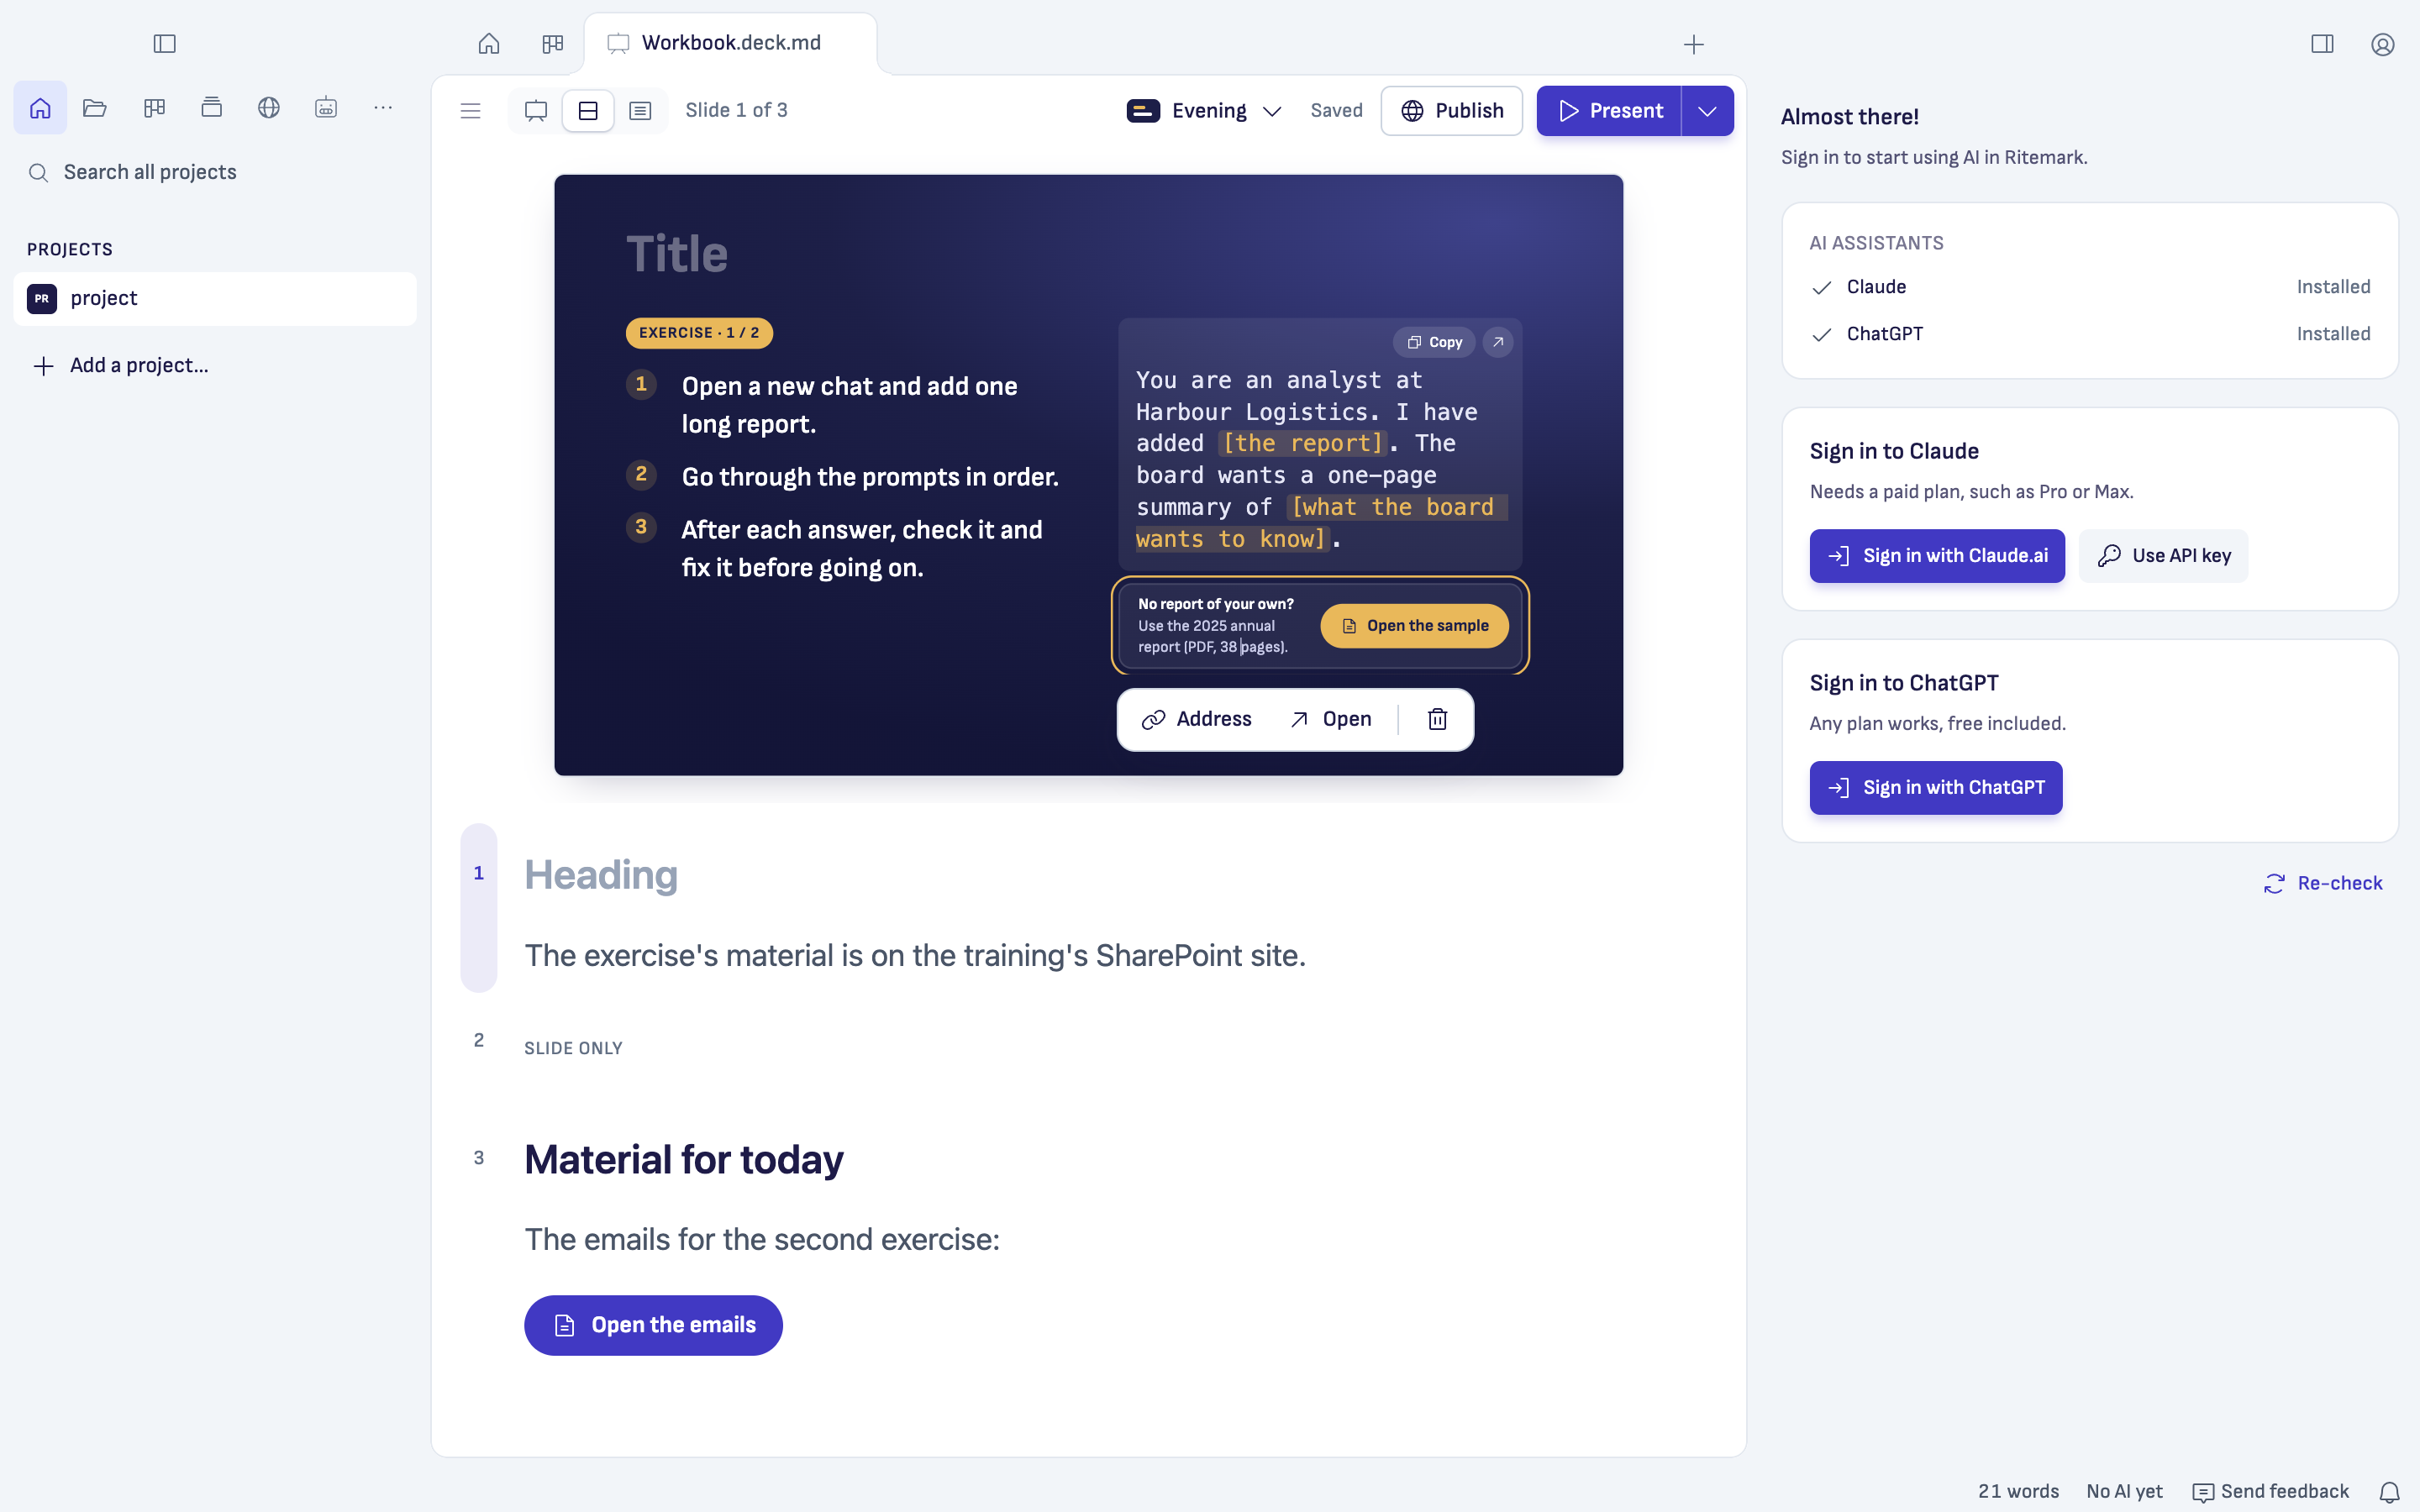 Workbook.deck.md
Search all projects
PROJECTS
PR project
Add a project...
Slide 1 of 3
Evening
Saved
Publish
Present
Title
EXERCISE · 1 / 2
1 Open a new chat and add one
long report.
2 Go through the prompts in order.
3 After each answer, check it and
fix it before going on.
Copy
You are an analyst at
Harbour Logistics. I have
added [the report]. The
board wants a one-page
summary of [what the board
wants to know].
No report of your own?
Use the 2025 annual
report (PDF, 38 pages).
Open the sample
Address
Open
1 Heading
The exercise's material is on the training's SharePoint site.
2 SLIDE ONLY
3 Material for today
The emails for the second exercise:
Open the emails
Almost there!
Sign in to start using AI in Ritemark.
AI ASSISTANTS
Claude Installed
ChatGPT Installed
Sign in to Claude
Needs a paid plan, such as Pro or Max.
Sign in with Claude.ai
Use API key
Sign in to ChatGPT
Any plan works, free included.
Sign in with ChatGPT
Re-check
21 words
No AI yet
Send feedback